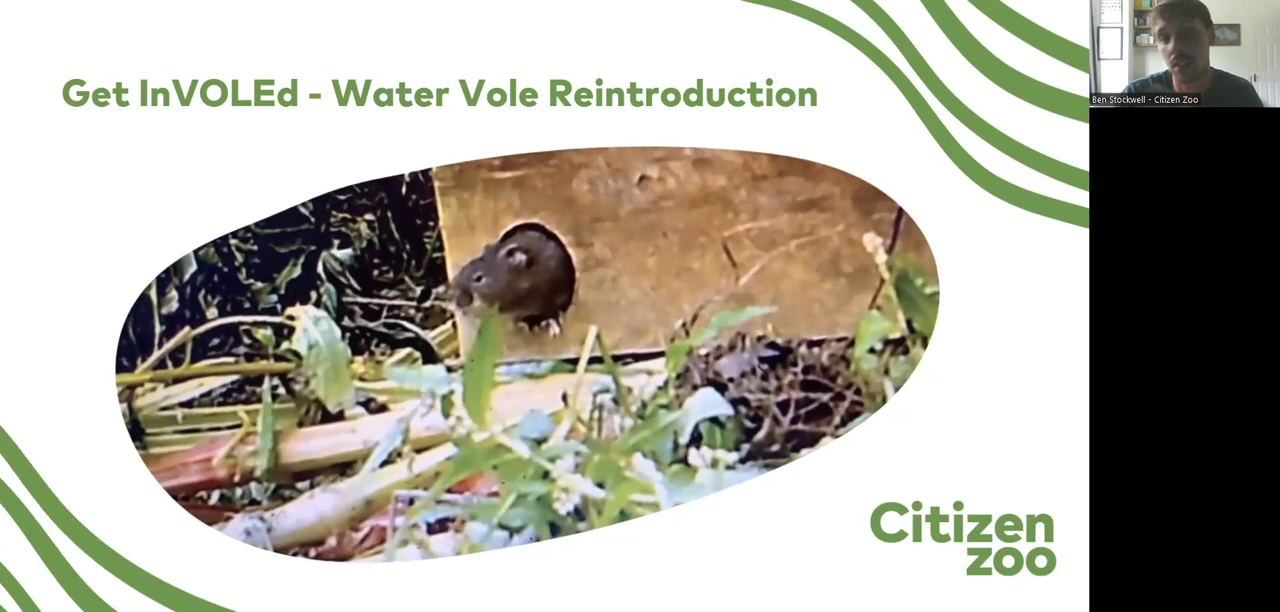 Get InVOLEd - Water Vole Reintroduction
Ben Stockwell - Citizen Zoo
Citizen
zoo